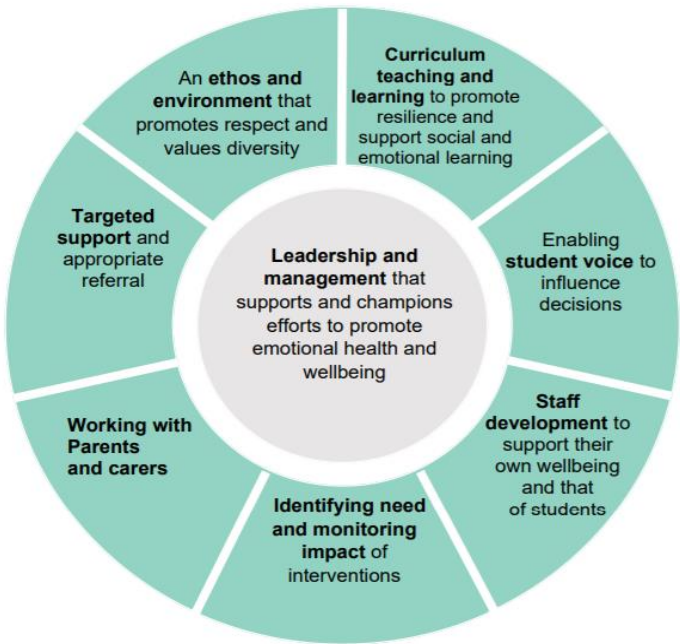 An ethos and
environment that
promotes respect and
values diversity
Curriculum
teaching and
learning to promote
resilience and
support social and
emotional learning
Enabling
student voice to
influence
decisions
Staff
development to
support their
own wellbeing
and that
of students
Identifying need
and monitoring
impact of
interventions
Working with
Parents
and carers
Targeted
support and
appropriate
referral
Leadership and
management that
supports and champions
efforts to promote
emotional health and
wellbeing